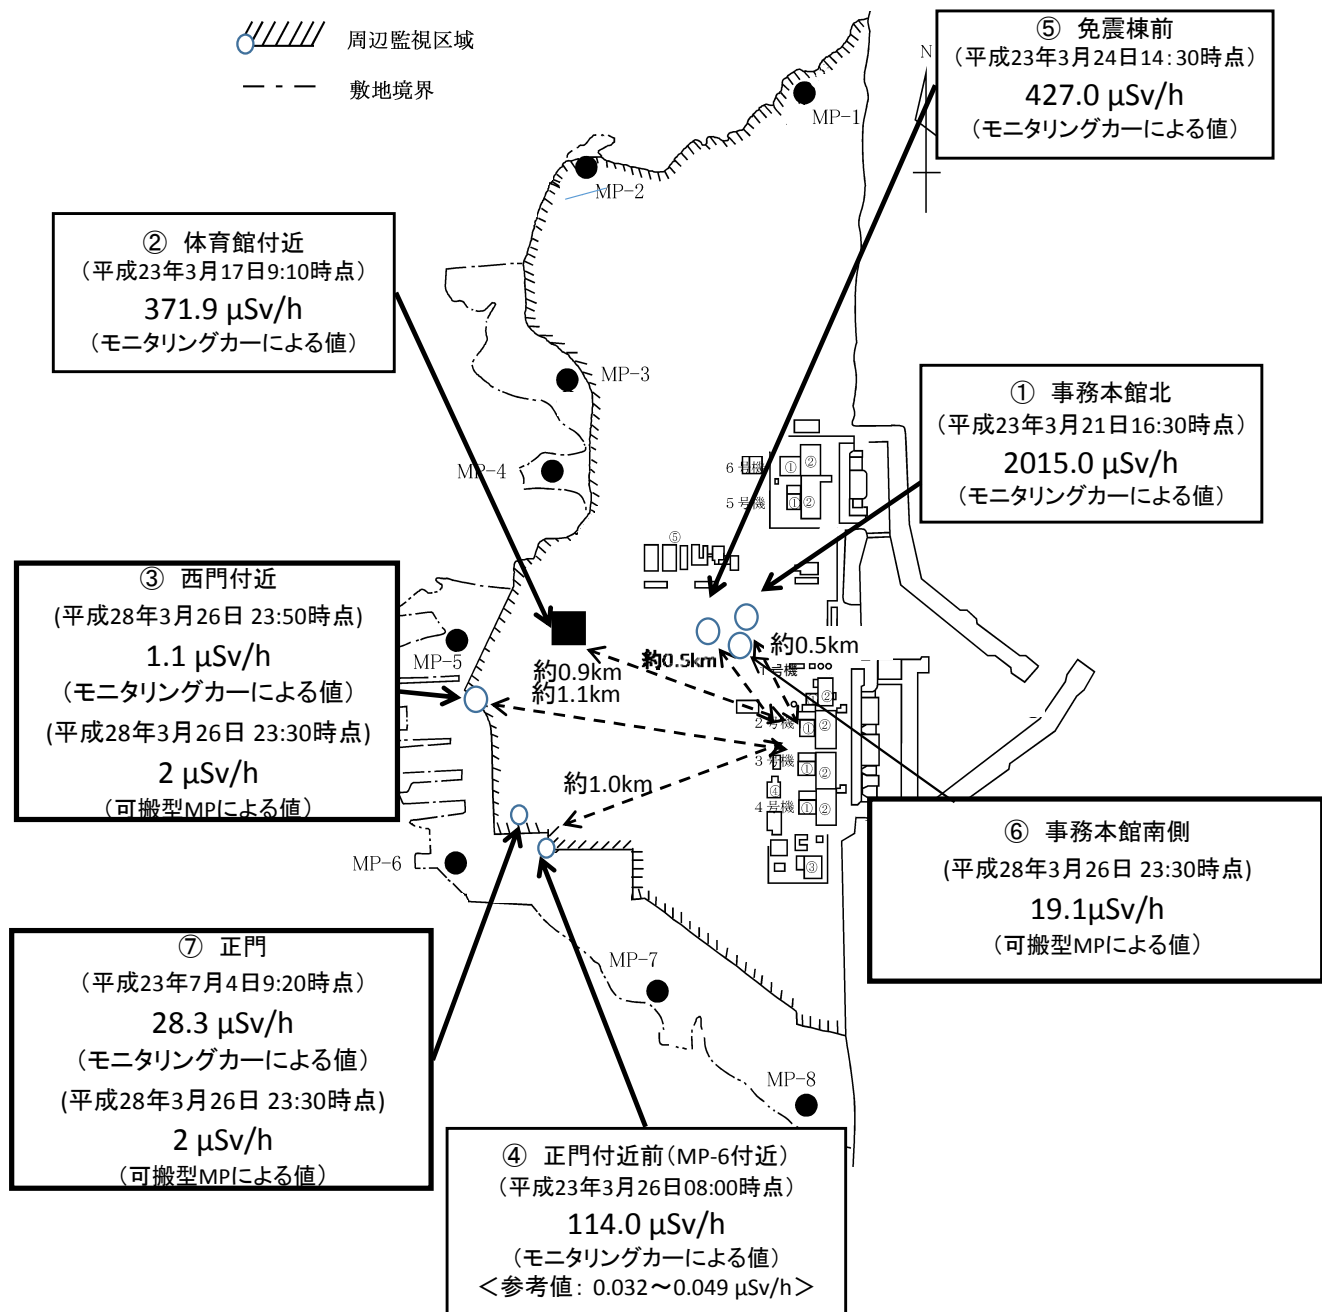 周辺監視区域
敷地境界
⑤ 免震棟前
(平成23年3月24日14:30時点)
427.0 μSv/h
(モニタリングカーによる値)
N
MP-1
MP-2
② 体育館付近
(平成23年3月17日9:10時点)
371.9 μSv/h
(モニタリングカーによる値)
MP-3
① 事務本館北
(平成23年3月21日16:30時点)
2015.0 μSv/h
(モニタリングカーによる値)
MP-4
6号機
①
②
5号機
①
②
⑤
③ 西門付近
(平成28年3月26日 23:50時点)
1.1 μSv/h
(モニタリングカーによる値)
(平成28年3月26日 23:30時点)
2 μSv/h
(可搬型MPによる値)
MP-5
約0.9km
約1.1km
約0.5km
約0.5km
1号機
②
2号機
①
②
3号機
①
②
④
4号機
①
②
③
約1.0km
MP-6
⑥ 事務本館南側
(平成28年3月26日 23:30時点)
19.1μSv/h
(可搬型MPによる値)
⑦ 正門
(平成23年7月4日9:20時点)
28.3 μSv/h
(モニタリングカーによる値)
(平成28年3月26日 23:30時点)
2 μSv/h
(可搬型MPによる値)
MP-7
MP-8
④ 正門付近前(MP-6付近)
(平成23年3月26日08:00時点)
114.0 μSv/h
(モニタリングカーによる値)
<参考値: 0.032～0.049 μSv/h>